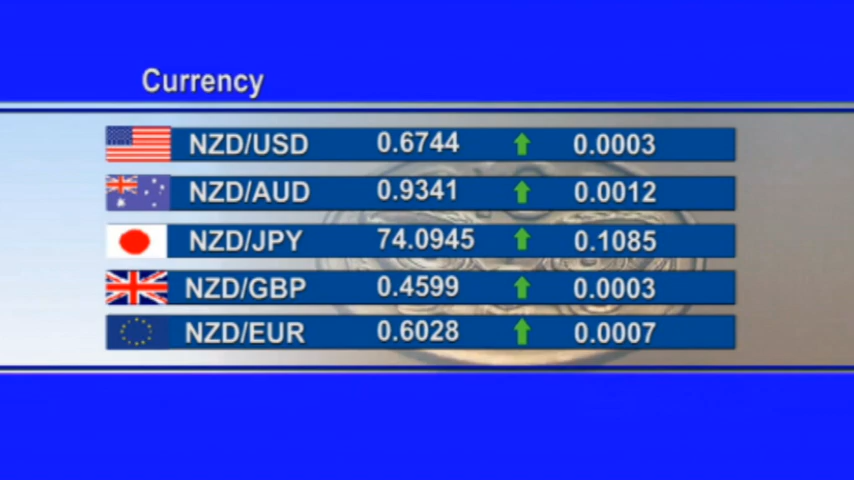 Currency
NZD/USD 0.6744 0.0003
NZD/AUD 0.9341 0.0012
NZD/JPY 74.0945 0.1085
NZD/GBP 0.4599 0.0003
NZD/EUR 0.6028 0.0007